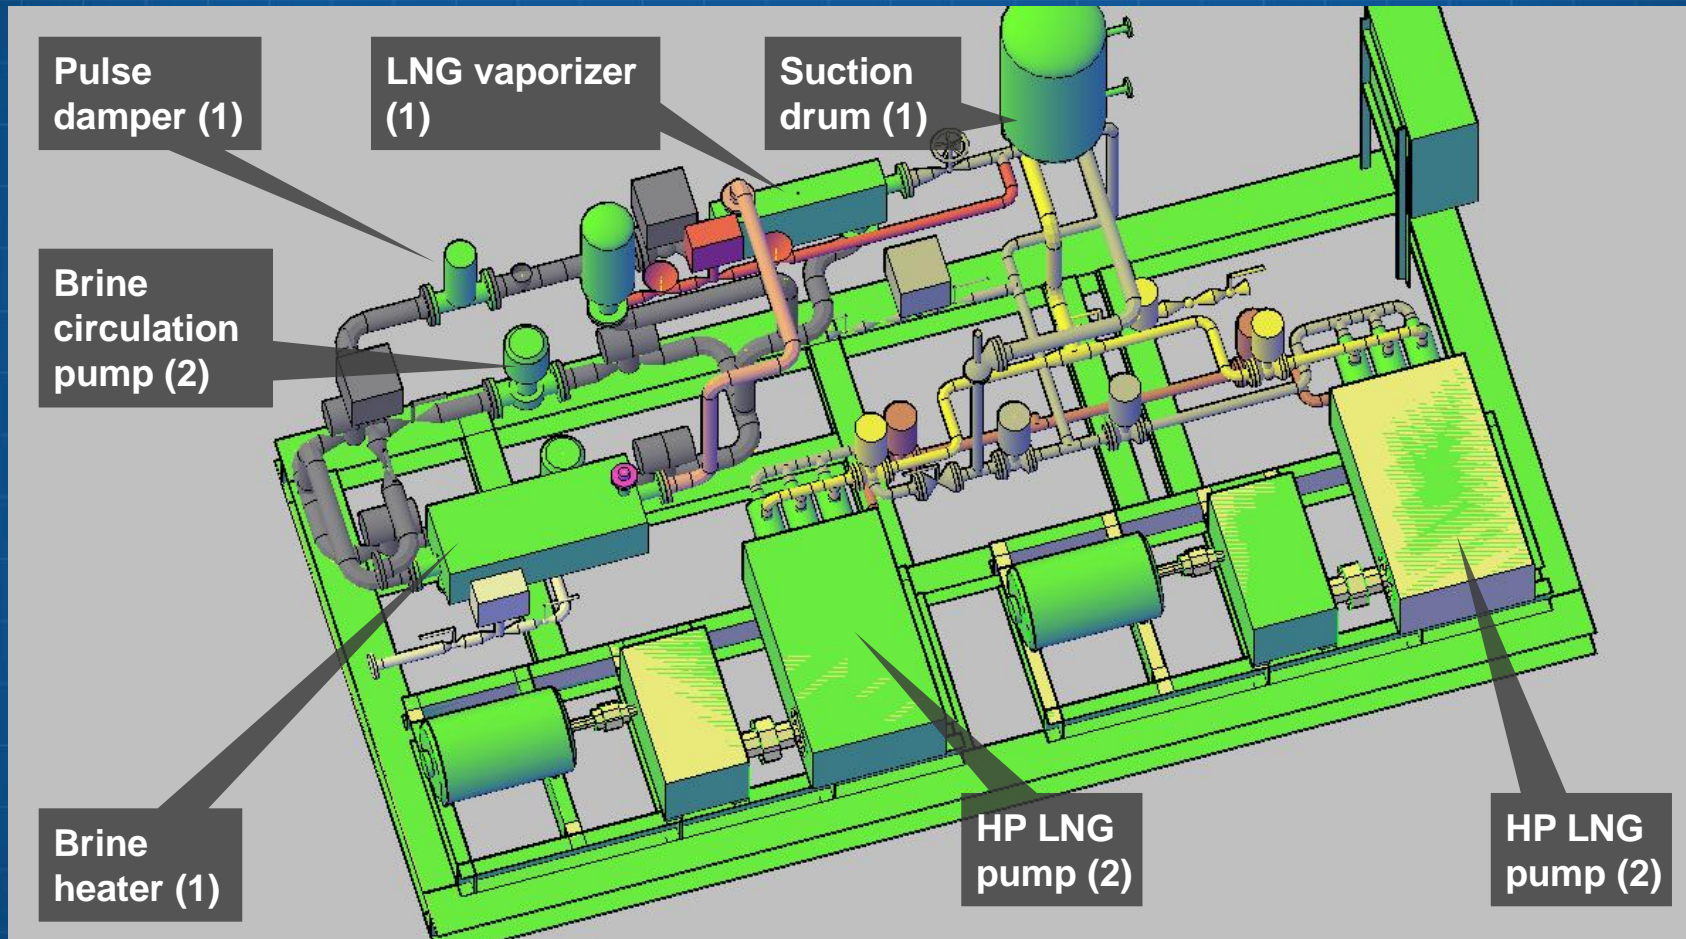 Pulse
damper (1)
LNG vaporizer
(1)
Suction
drum (1)
Brine
circulation
pump (2)
Brine
heater (1)
HP LNG
pump (2)
HP LNG
pump (2)